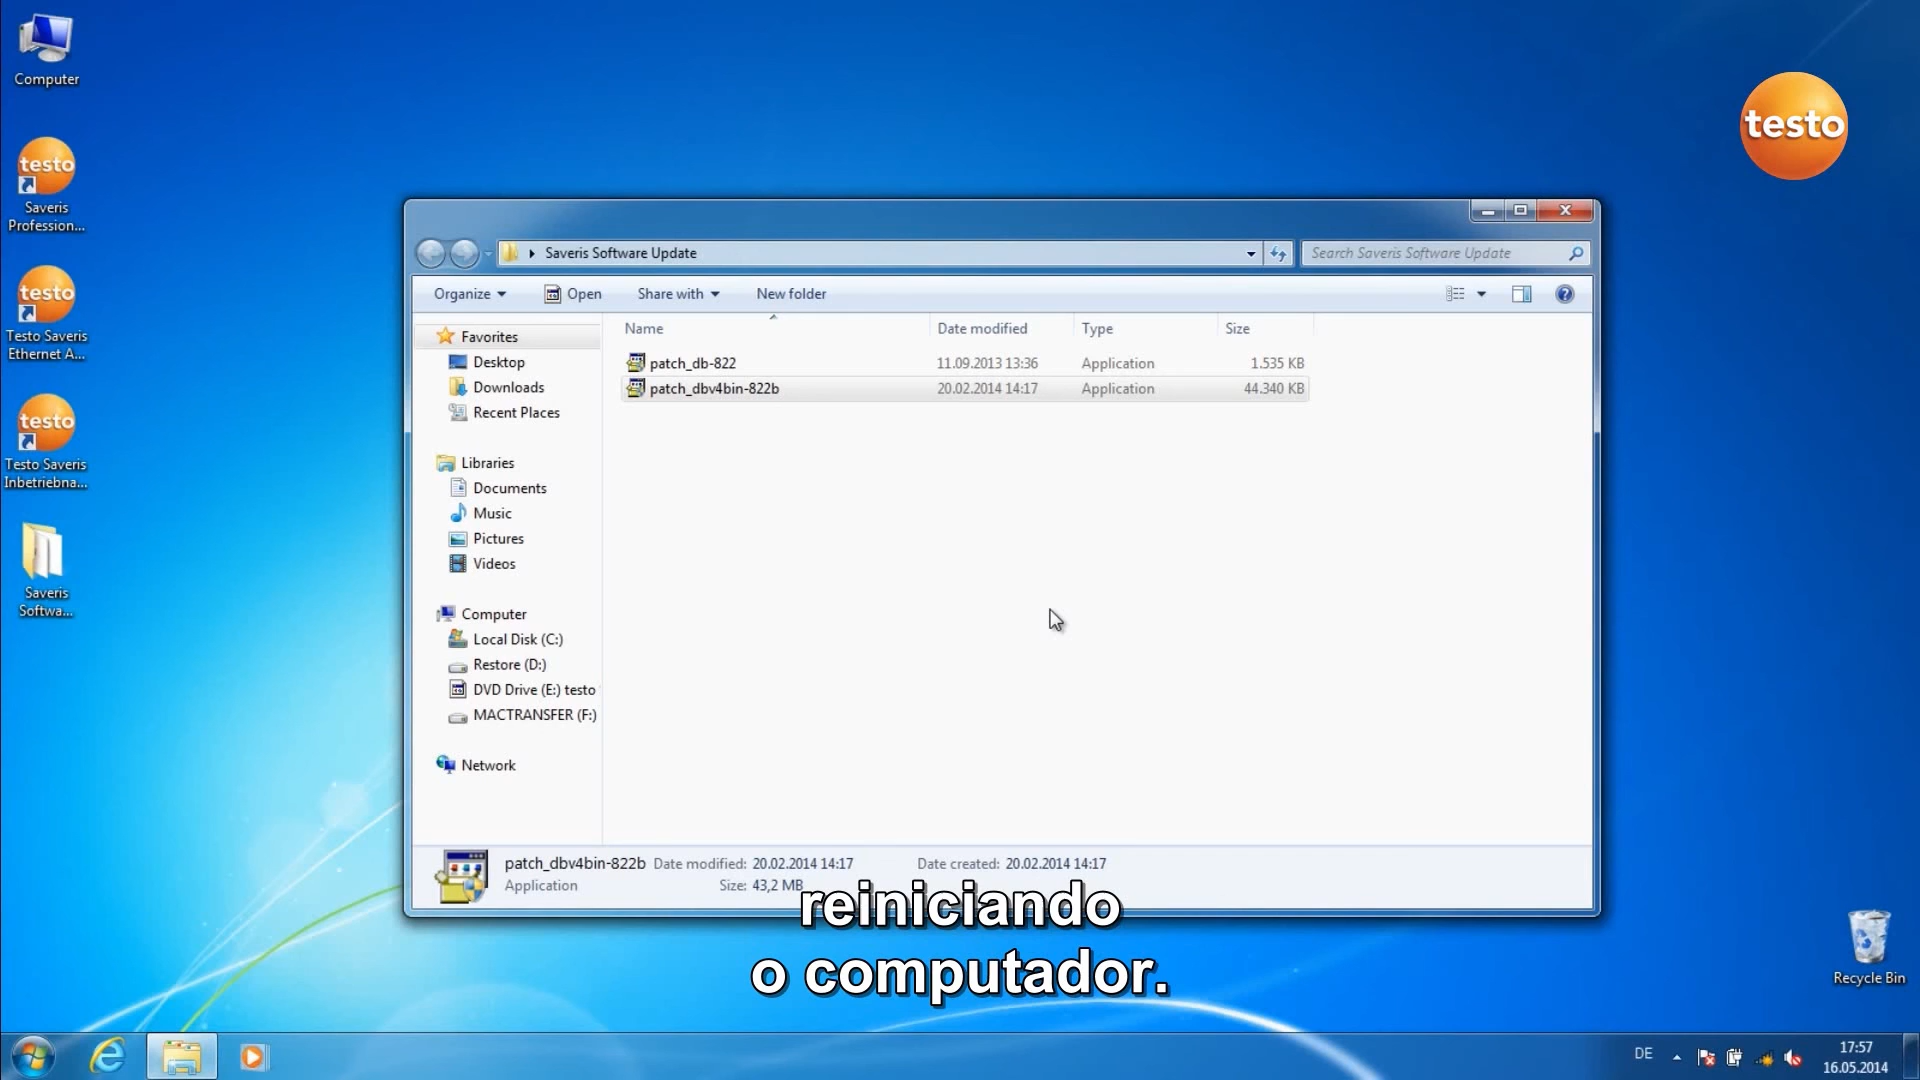 Computer
testo
testo
Saveris
Profession...
testo
Testo Saveris
Ethernet A...
testo
Testo Saveris
Inbetriebna...
Saveris
Softwa...
Saveris Software Update
Search Saveris Software Update
Organize
Open
Share with
New folder
Favorites
Desktop
Downloads
Recent Places
Libraries
Documents
Music
Pictures
Videos
Computer
Local Disk (C:)
Restore (D:)
DVD Drive (E:) testo
MACTRANSFER (F:)
Network
Name Date modified Type Size
patch_db-822 11.09.2013 13:36 Application 1.535 KB
patch_dbv4bin-822b 20.02.2014 14:17 Application 44.340 KB
patch_dbv4bin-822b Date modified: 20.02.2014 14:17 Date created: 20.02.2014 14:17
Application Size: 43,2 MB
reiniciando
o computador.
Recycle Bin
DE
17:57
16.05.2014